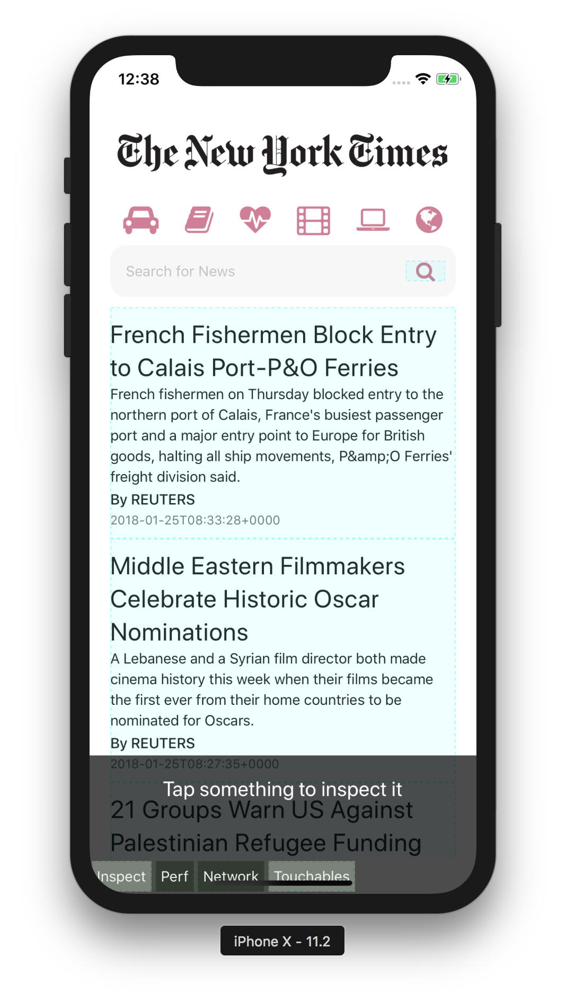 12:38
The New York Times
Search for News
French Fishermen Block Entry
to Calais Port-P&O Ferries
French fishermen on Thursday blocked entry to the
northern port of Calais, France's busiest passenger
port and a major entry point to Europe for British
goods, halting all ship movements, P&amp;O Ferries'
freight division said.
By REUTERS
2018-01-25T08:33:28+0000
Middle Eastern Filmmakers
Celebrate Historic Oscar
Nominations
A Lebanese and a Syrian film director both made
cinema history this week when their films became
the first ever from their home countries to be
nominated for Oscars.
By REUTERS
2018-01-25T08:27:35+0000
Tap something to inspect it
21 Groups Warn US Against
Palestinian Refugee Funding
Inspect Perf Network Touchables
iPhone X - 11.2